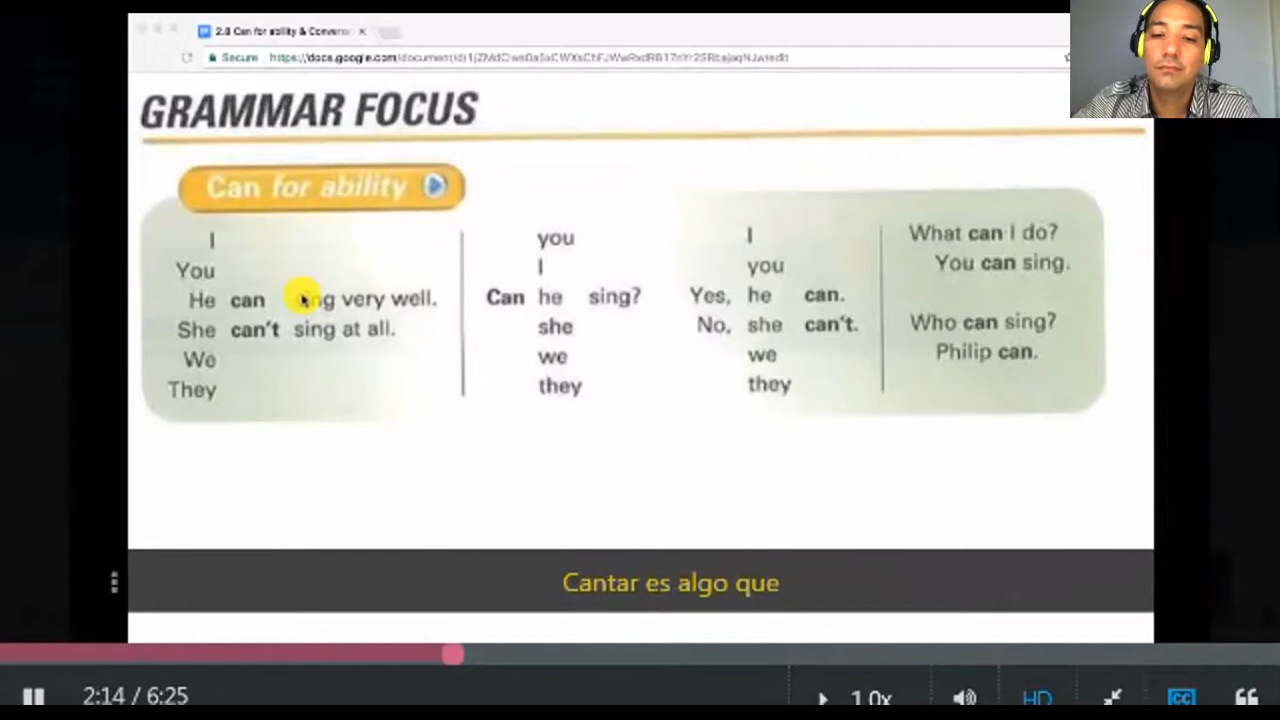 2.8 Can for ability & Conversa
Secure
GRAMMAR FOCUS
Can for ability
I
You
He can sing very well.
She can't sing at all.
We
They
you
I
Can he sing?
she
we
they
I
you
Yes, he can.
No, she can't.
we
they
What can I do?
You can sing.
Who can sing?
Philip can.
Cantar es algo que
2:14 / 6:25
1.0x
HD
CC